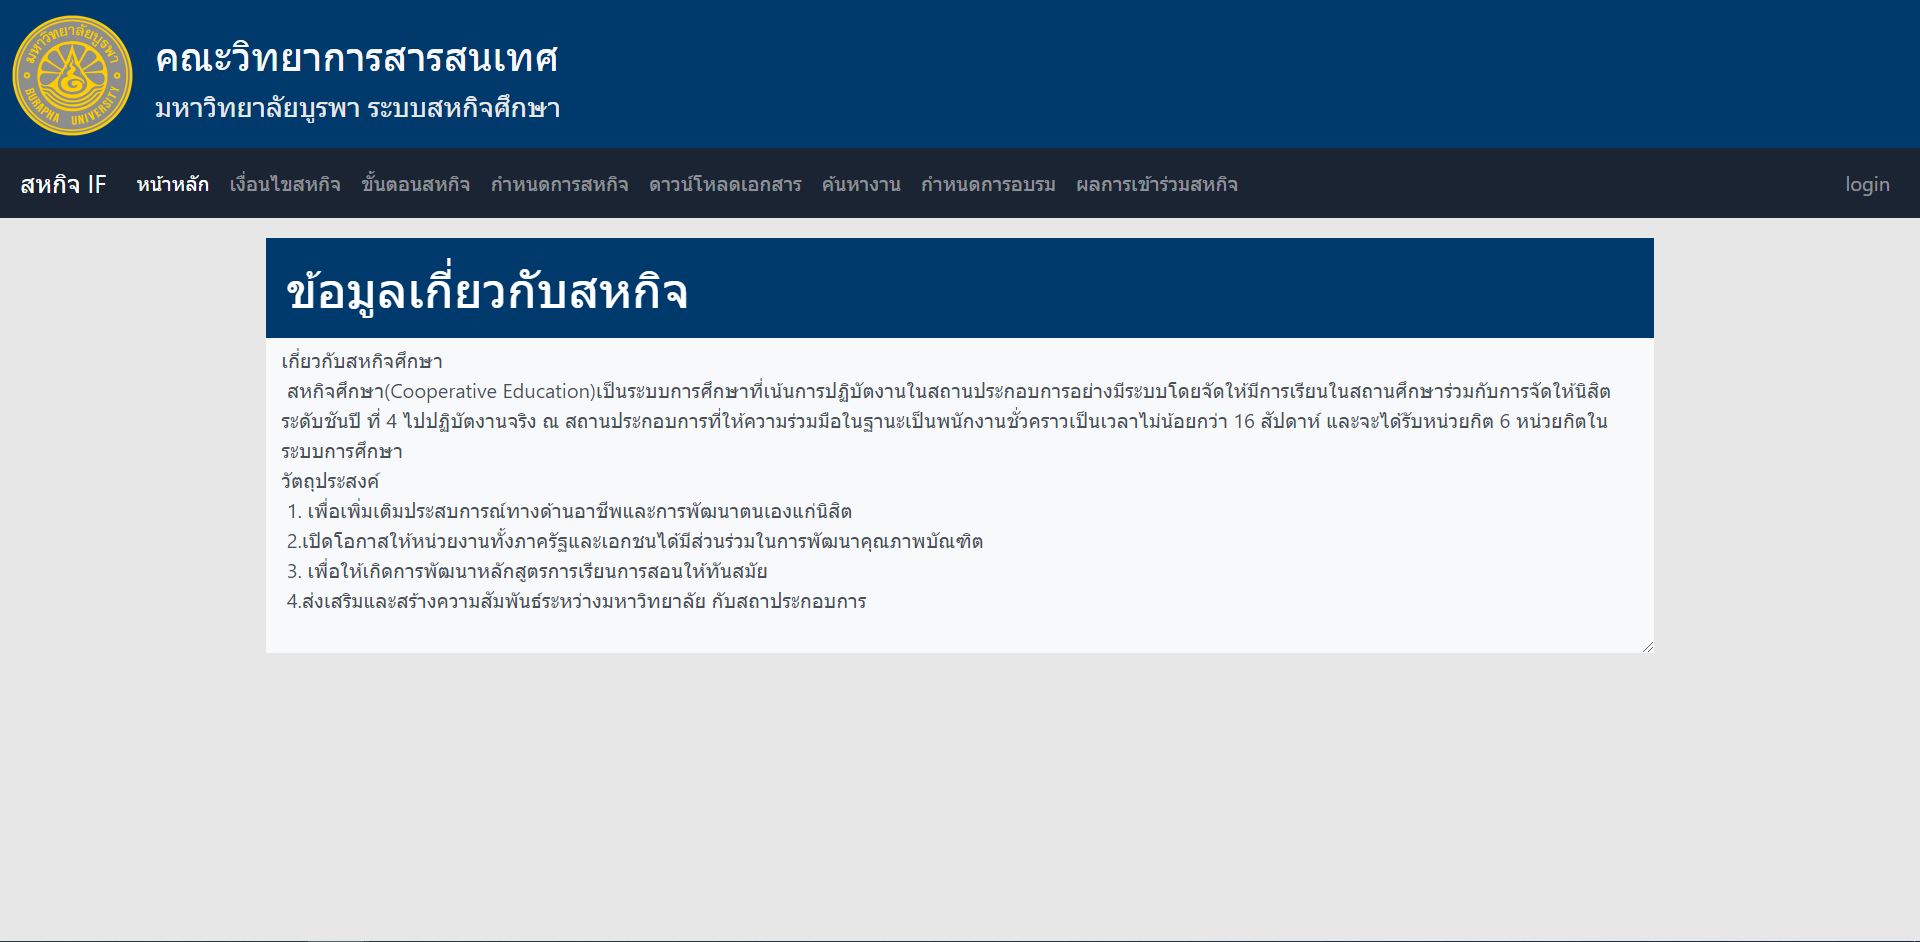 มหาวิทยาลัยบูรพา
BURAPHA UNIVERSITY
คณะวิทยาการสารสนเทศ
มหาวิทยาลัยบูรพา ระบบสหกิจศึกษา
สหกิจ IF หน้าหลัก เงื่อนไขสหกิจ ขั้นตอนสหกิจ กำหนดการสหกิจ ดาวน์โหลดเอกสาร ค้นหางาน กำหนดการอบรม ผลการเข้าร่วมสหกิจ login
ข้อมูลเกี่ยวกับสหกิจ
เกี่ยวกับสหกิจศึกษา
สหกิจศึกษา(Cooperative Education)เป็นระบบการศึกษาที่เน้นการปฏิบัติงานในสถานประกอบการอย่างมีระบบโดยจัดให้มีการเรียนในสถานศึกษาร่วมกับการจัดให้นิสิต
ระดับชันปี ที่ 4 ไปปฏิบัติงานจริง ณ สถานประกอบการที่ให้ความร่วมมือในฐานะเป็นพนักงานชั่วคราวเป็นเวลาไม่น้อยกว่า 16 สัปดาห์ และจะได้รับหน่วยกิต 6 หน่วยกิตใน
ระบบการศึกษา
วัตถุประสงค์
1. เพื่อเพิ่มเติมประสบการณ์ทางด้านอาชีพและการพัฒนาตนเองแก่นิสิต
2.เปิดโอกาสให้หน่วยงานทั้งภาครัฐและเอกชนได้มีส่วนร่วมในการพัฒนาคุณภาพบัณฑิต
3. เพื่อให้เกิดการพัฒนาหลักสูตรการเรียนการสอนให้ทันสมัย
4.ส่งเสริมและสร้างความสัมพันธ์ระหว่างมหาวิทยาลัย กับสถาประกอบการ